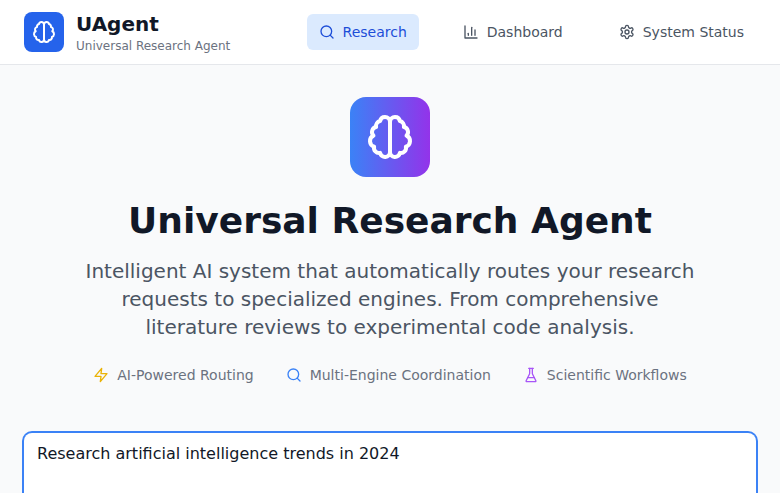 UAgent
Universal Research Agent
Research
Dashboard
System Status
Universal Research Agent
Intelligent AI system that automatically routes your research
requests to specialized engines. From comprehensive
literature reviews to experimental code analysis.
AI-Powered Routing
Multi-Engine Coordination
Scientific Workflows
Research artificial intelligence trends in 2024